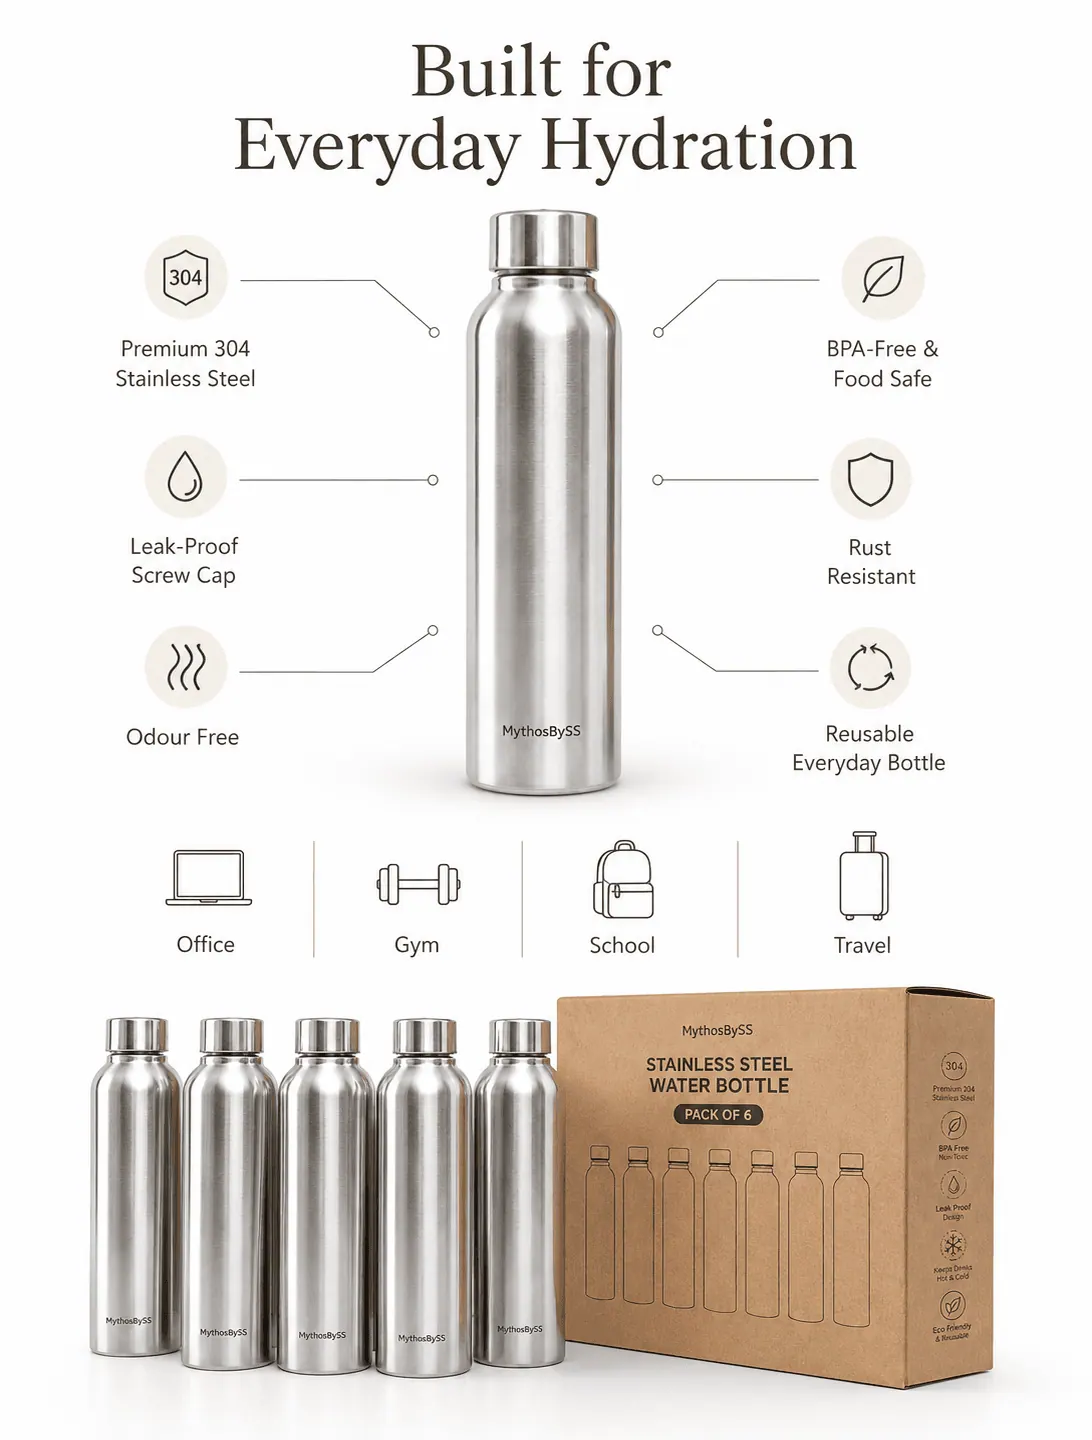 Built for
Everyday Hydration
304
Premium 304
Stainless Steel
BPA-Free &
Food Safe
Leak-Proof
Screw Cap
Rust
Resistant
Odour Free
Reusable
Everyday Bottle
MythosBySS
Office
Gym
School
Travel
MythosBySS
MythosBySS
MythosBySS
MythosBySS
MythosBySS
MythosBySS
STAINLESS STEEL
WATER BOTTLE
PACK OF 6
304
Premium 304
Stainless Steel
BPA Free
Non-Toxic
Leak Proof
Design
Keeps Drinks
Hot & Cold
Eco Friendly
& Reusable